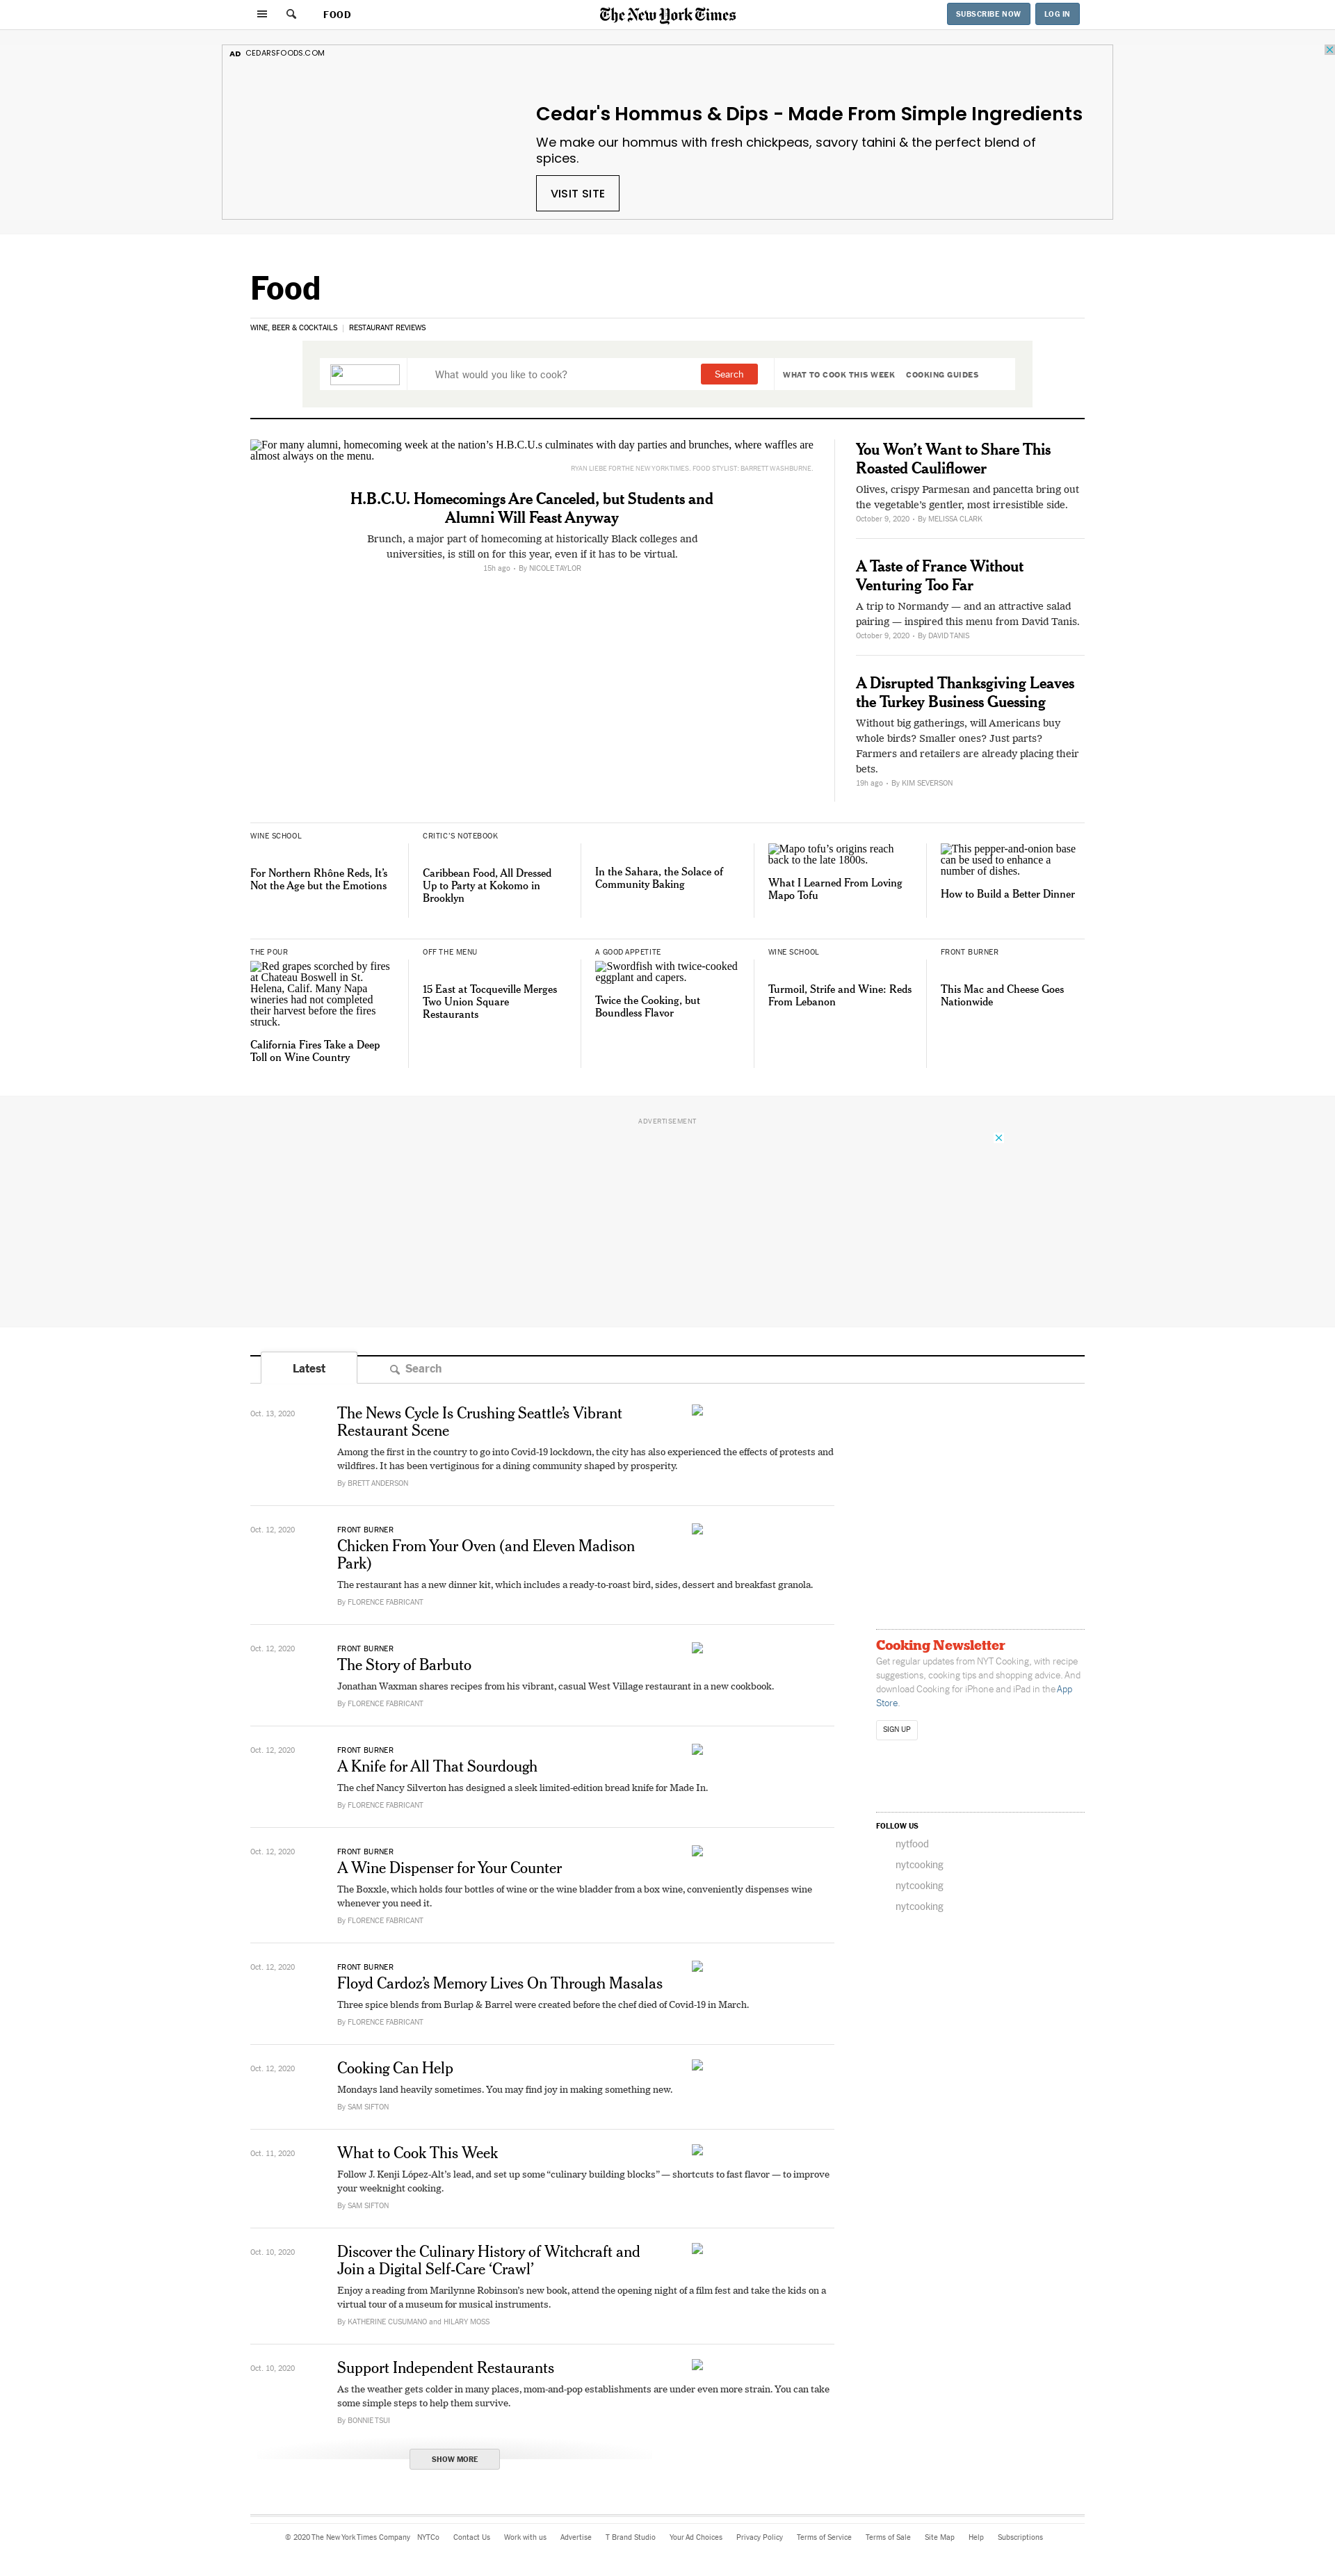 FOOD
The New York Times
SUBSCRIBE NOW
LOG IN
AD CEDARSFOODS.COM
Cedar's Hommus & Dips - Made From Simple Ingredients
We make our hommus with fresh chickpeas, savory tahini & the perfect blend of
spices.
VISIT SITE
Food
WINE, BEER & COCKTAILS
RESTAURANT REVIEWS
What would you like to cook?
Search
WHAT TO COOK THIS WEEK
COOKING GUIDES
For many alumni, homecoming week at the nation’s H.B.C.U.s culminates with day parties and brunches, where waffles are
almost always on the menu.
RYAN LIEBE FOR THE NEW YORK TIMES. FOOD STYLIST: BARRETT WASHBURNE.
H.B.C.U. Homecomings Are Canceled, but Students and
Alumni Will Feast Anyway
Brunch, a major part of homecoming at historically Black colleges and
universities, is still on for this year, even if it has to be virtual.
15h ago • By NICOLE TAYLOR
You Won’t Want to Share This
Roasted Cauliflower
Olives, crispy Parmesan and pancetta bring out
the vegetable’s gentler, most irresistible side.
October 9, 2020 • By MELISSA CLARK
A Taste of France Without
Venturing Too Far
A trip to Normandy — and an attractive salad
pairing — inspired this menu from David Tanis.
October 9, 2020 • By DAVID TANIS
A Disrupted Thanksgiving Leaves
the Turkey Business Guessing
Without big gatherings, will Americans buy
whole birds? Smaller ones? Just parts?
Farmers and retailers are already placing their
bets.
19h ago • By KIM SEVERSON
WINE SCHOOL
For Northern Rhône Reds, It’s
Not the Age but the Emotions
CRITIC’S NOTEBOOK
Caribbean Food, All Dressed
Up to Party at Kokomo in
Brooklyn
In the Sahara, the Solace of
Community Baking
Mapo tofu’s origins reach
back to the late 1800s.
What I Learned From Loving
Mapo Tofu
This pepper-and-onion base
can be used to enhance a
number of dishes.
How to Build a Better Dinner
THE POUR
Red grapes scorched by fires
at Chateau Boswell in St.
Helena, Calif. Many Napa
wineries had not completed
their harvest before the fires
struck.
California Fires Take a Deep
Toll on Wine Country
OFF THE MENU
15 East at Tocqueville Merges
Two Union Square
Restaurants
A GOOD APPETITE
Swordfish with twice-cooked
eggplant and capers.
Twice the Cooking, but
Boundless Flavor
WINE SCHOOL
Turmoil, Strife and Wine: Reds
From Lebanon
FRONT BURNER
This Mac and Cheese Goes
Nationwide
ADVERTISEMENT
Latest
Search
Oct. 13, 2020
The News Cycle Is Crushing Seattle’s Vibrant
Restaurant Scene
Among the first in the country to go into Covid-19 lockdown, the city has also experienced the effects of protests and
wildfires. It has been vertiginous for a dining community shaped by prosperity.
By BRETT ANDERSON
Oct. 12, 2020
FRONT BURNER
Chicken From Your Oven (and Eleven Madison
Park)
The restaurant has a new dinner kit, which includes a ready-to-roast bird, sides, dessert and breakfast granola.
By FLORENCE FABRICANT
Oct. 12, 2020
FRONT BURNER
The Story of Barbuto
Jonathan Waxman shares recipes from his vibrant, casual West Village restaurant in a new cookbook.
By FLORENCE FABRICANT
Oct. 12, 2020
FRONT BURNER
A Knife for All That Sourdough
The chef Nancy Silverton has designed a sleek limited-edition bread knife for Made In.
By FLORENCE FABRICANT
Oct. 12, 2020
FRONT BURNER
A Wine Dispenser for Your Counter
The Boxxle, which holds four bottles of wine or the wine bladder from a box wine, conveniently dispenses wine
whenever you need it.
By FLORENCE FABRICANT
Oct. 12, 2020
FRONT BURNER
Floyd Cardoz’s Memory Lives On Through Masalas
Three spice blends from Burlap & Barrel were created before the chef died of Covid-19 in March.
By FLORENCE FABRICANT
Oct. 12, 2020
Cooking Can Help
Mondays land heavily sometimes. You may find joy in making something new.
By SAM SIFTON
Oct. 11, 2020
What to Cook This Week
Follow J. Kenji López-Alt’s lead, and set up some “culinary building blocks” — shortcuts to fast flavor — to improve
your weeknight cooking.
By SAM SIFTON
Oct. 10, 2020
Discover the Culinary History of Witchcraft and
Join a Digital Self-Care ‘Crawl’
Enjoy a reading from Marilynne Robinson’s new book, attend the opening night of a film fest and take the kids on a
virtual tour of a museum for musical instruments.
By KATHERINE CUSUMANO and HILARY MOSS
Oct. 10, 2020
Support Independent Restaurants
As the weather gets colder in many places, mom-and-pop establishments are under even more strain. You can take
some simple steps to help them survive.
By BONNIE TSUI
SHOW MORE
Cooking Newsletter
Get regular updates from NYT Cooking, with recipe
suggestions, cooking tips and shopping advice. And
download Cooking for iPhone and iPad in the App
Store.
SIGN UP
FOLLOW US
nytfood
nytcooking
nytcooking
nytcooking
© 2020 The New York Times Company NYTCo Contact Us Work with us Advertise T Brand Studio Your Ad Choices Privacy Policy Terms of Service Terms of Sale Site Map Help Subscriptions